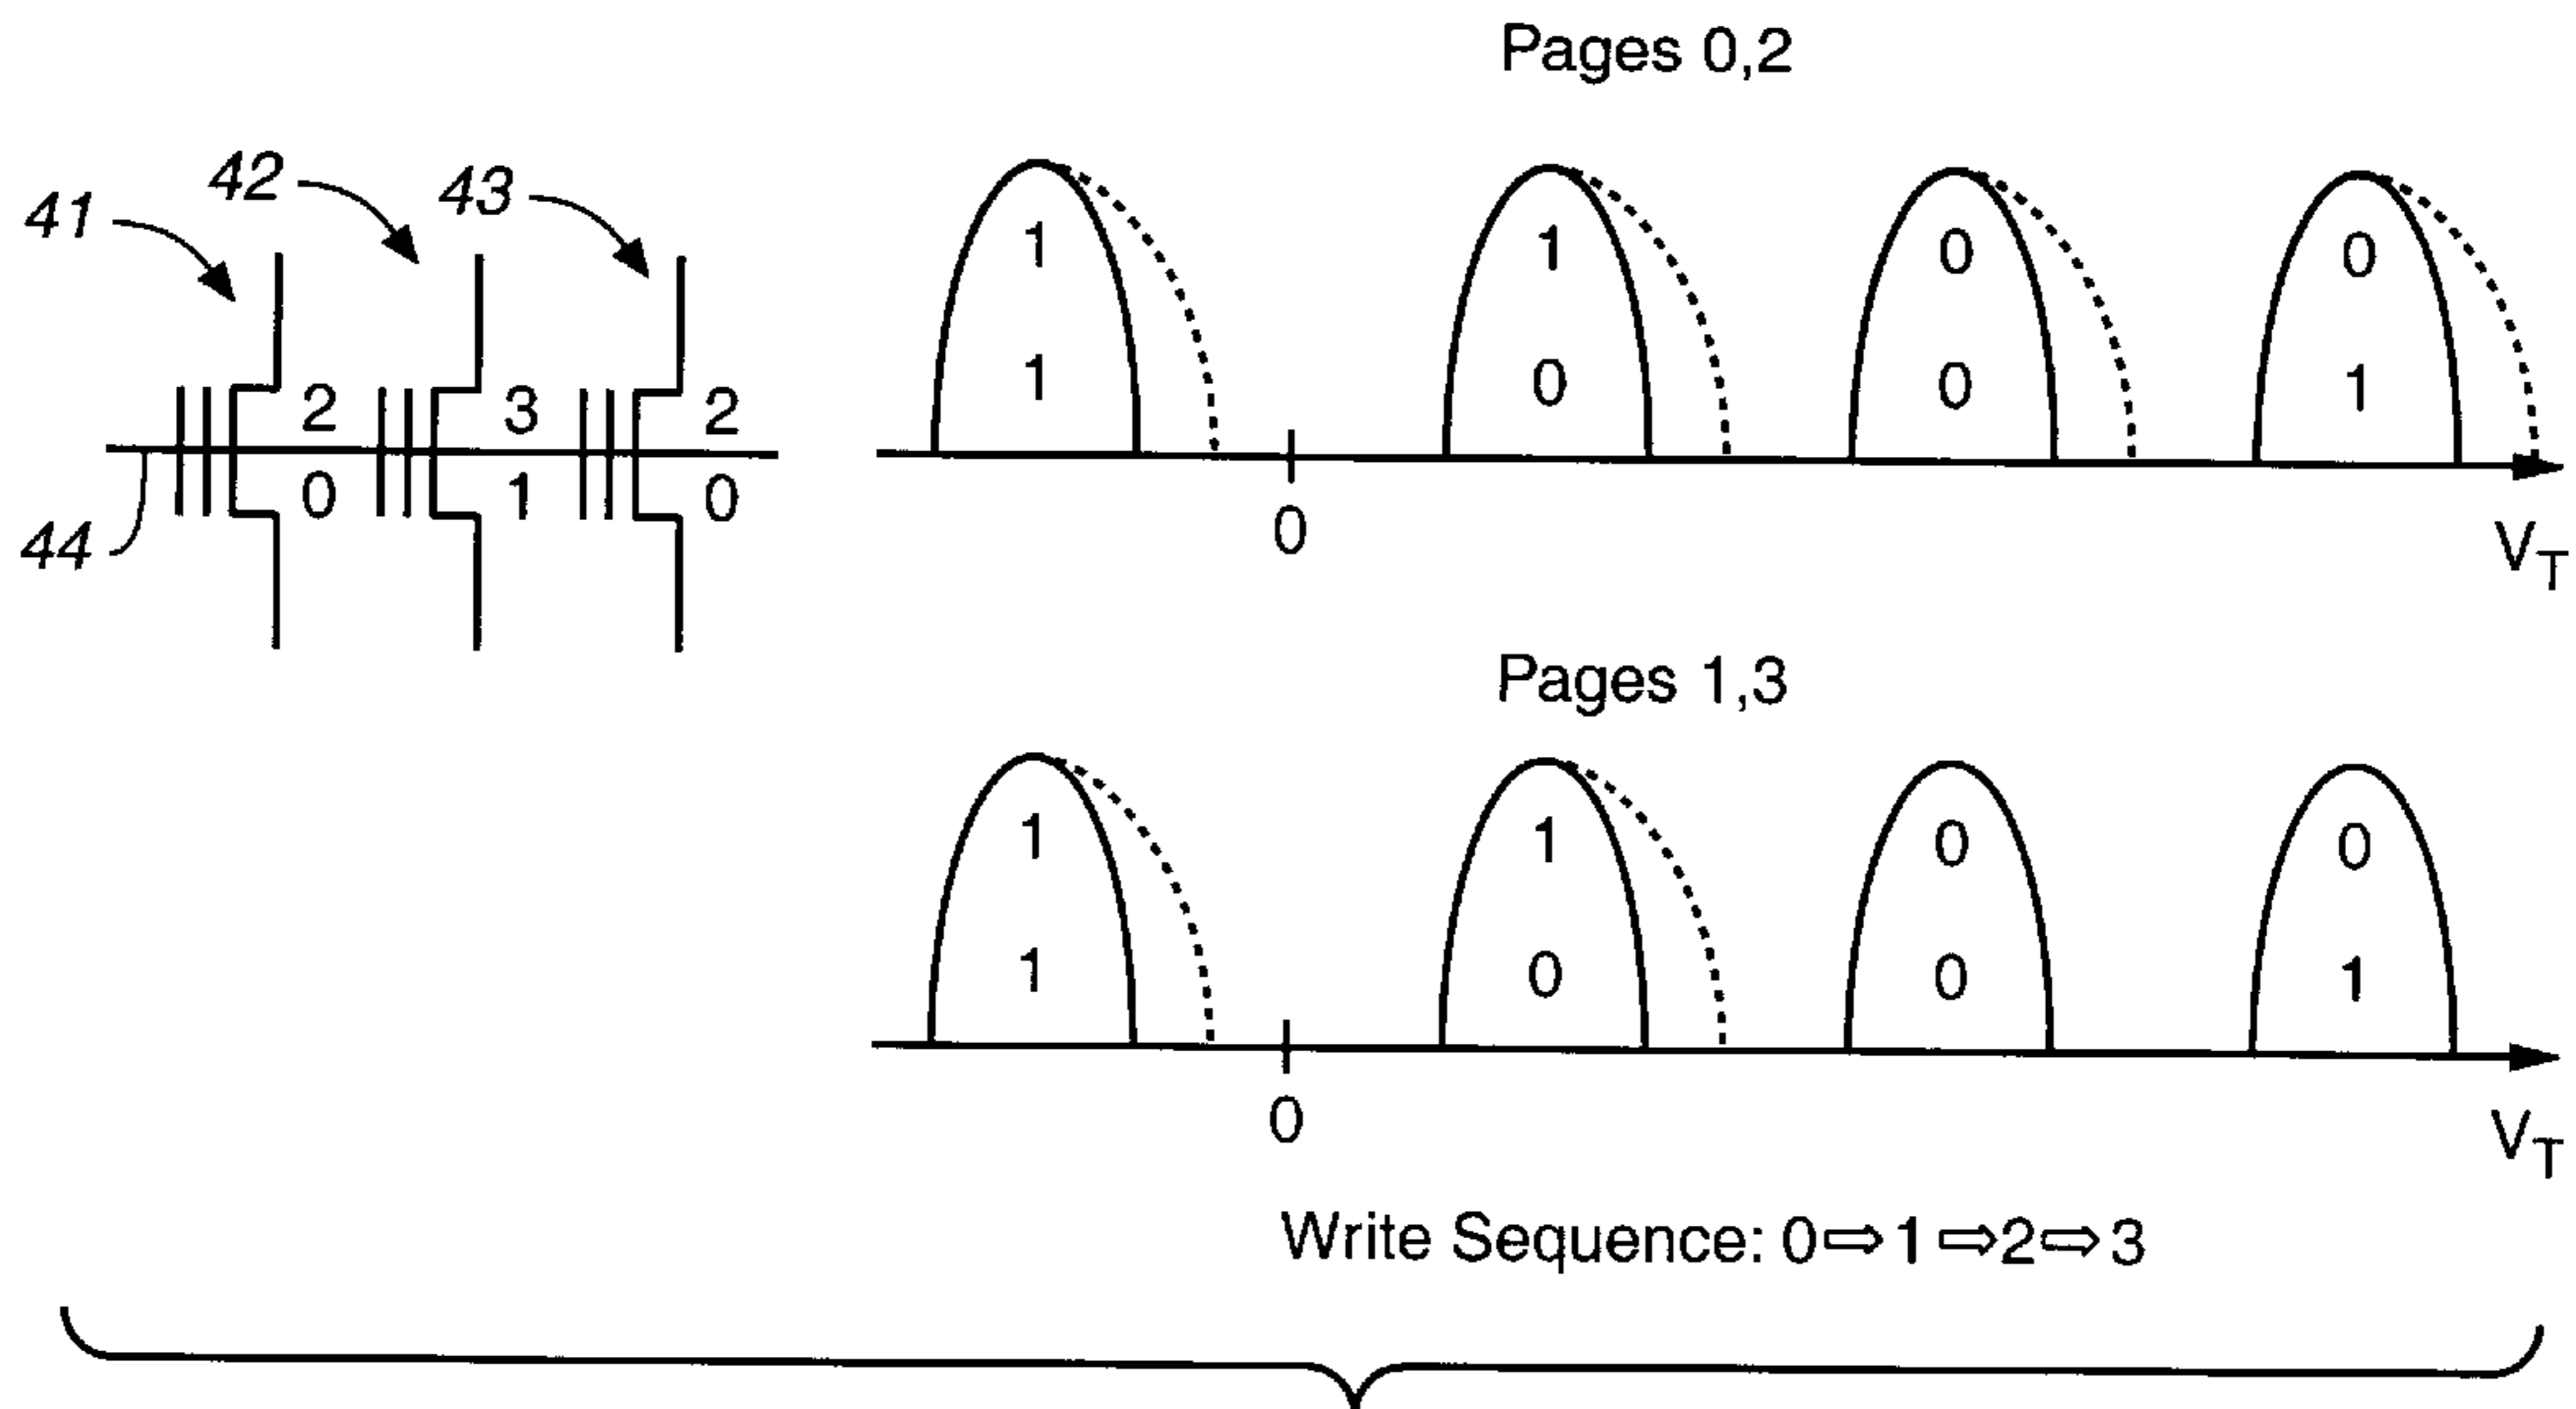 Pages 0,2
41
42
43
44
2 3 2
0 1 0
1 1 0 0
1 0 0 1
0
V_T
Pages 1,3
1 1 0 0
1 0 0 1
0
V_T
Write Sequence: 0⇨1⇨2⇨3